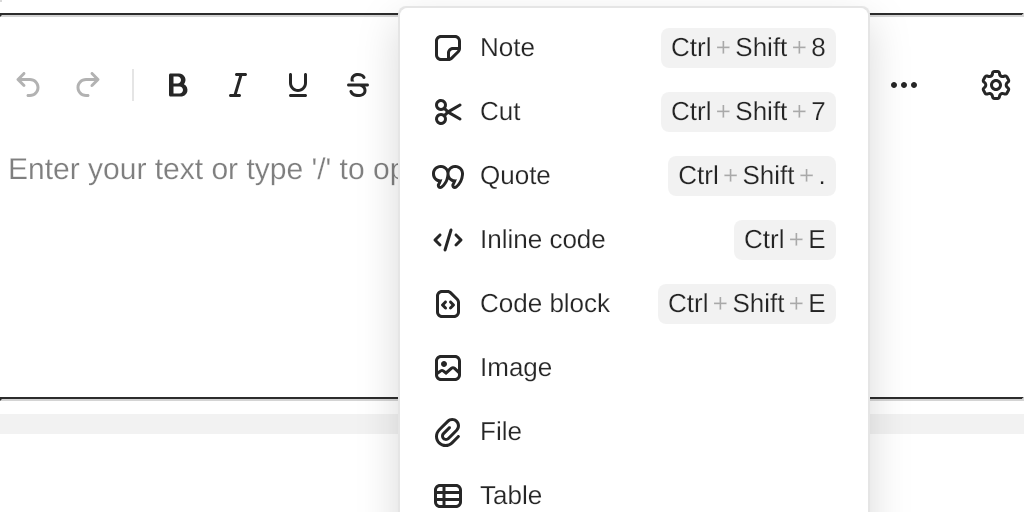 Note Ctrl+Shift+8
B I U S
Cut Ctrl+Shift+7
Enter your text or type '/' to
Quote Ctrl+Shift+.
Inline code Ctrl+E
Code block Ctrl+Shift+E
Image
File
Table